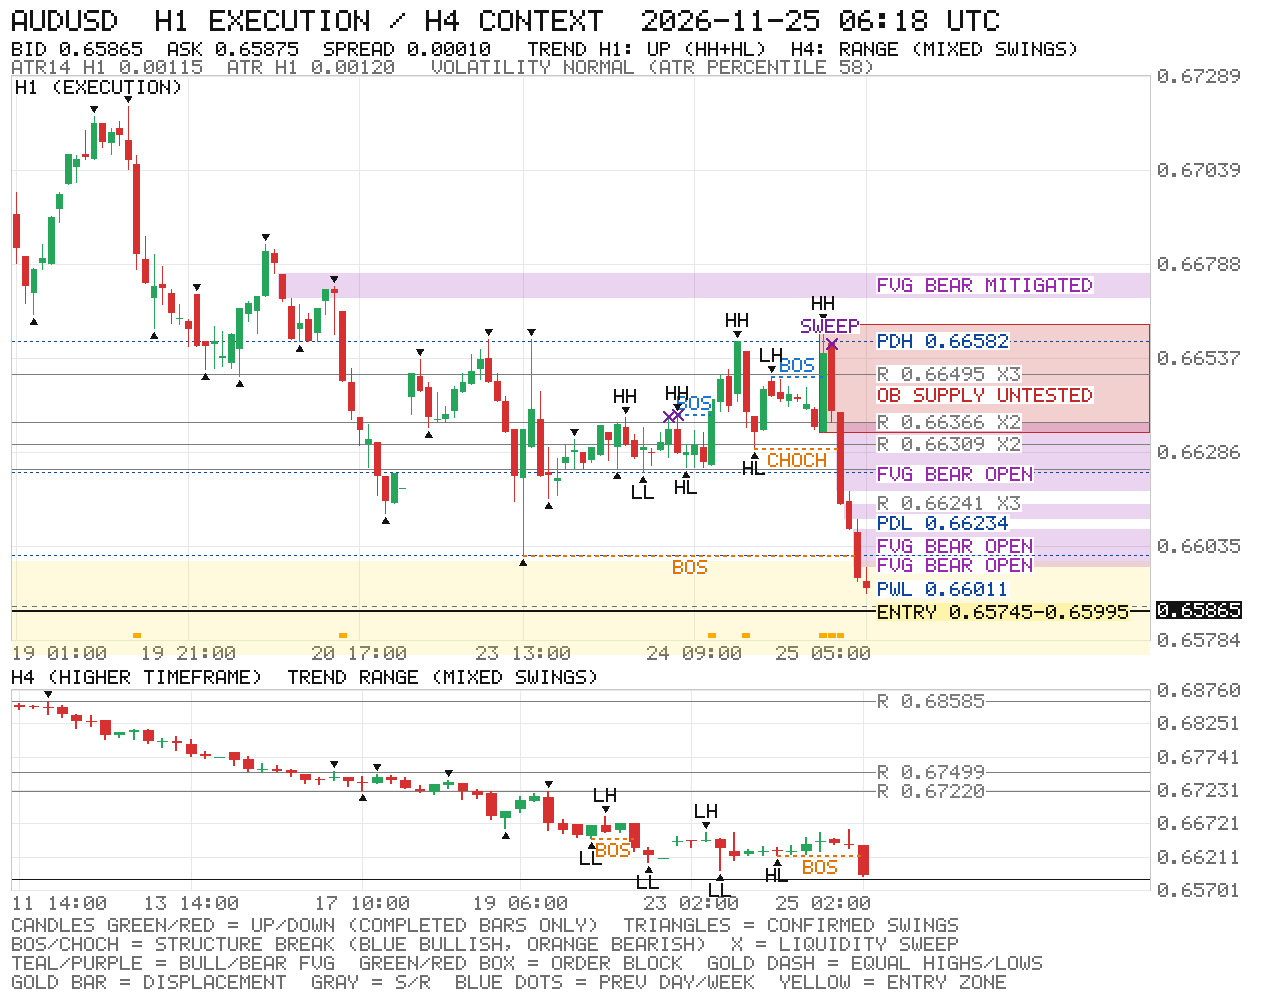 AUDUSD  H1 EXECUTION / H4 CONTEXT  2026-11-25 06:18 UTC
BID 0.65865  ASK 0.65875  SPREAD 0.00010  TREND H1: UP (HH+HL)  H4: RANGE (MIXED SWINGS)
ATR14 H1 0.00115  ATR H1 0.00120  VOLATILITY NORMAL (ATR PERCENTILE 58)
H1 (EXECUTION)
0.67289
0.67039
0.66788
FVG BEAR MITIGATED
HH
SWEEP
HH
PDH 0.66582
LH
BOS
0.66537
R 0.66495 X3
OB SUPPLY UNTESTED
HH
HH
BOS
R 0.66366 X2
R 0.66309 X2
0.66286
CHOCH
HL
FVG BEAR OPEN
HL
LL
R 0.66241 X3
PDL 0.66234
0.66035
FVG BEAR OPEN
FVG BEAR OPEN
BOS
PWL 0.66011
ENTRY 0.65745-0.65995
0.65865
0.65784
19 01:00  19 21:00  20 17:00  23 13:00  24 09:00  25 05:00
H4 (HIGHER TIMEFRAME)  TREND RANGE (MIXED SWINGS)
0.68760
R 0.68585
0.68251
0.67741
R 0.67499
R 0.67220
0.67231
LH
LH
0.66721
BOS
LL
0.66211
BOS
HL
LL
LL
0.65701
11 14:00  13 14:00  17 10:00  19 06:00  23 02:00  25 02:00
CANDLES GREEN/RED = UP/DOWN (COMPLETED BARS ONLY)  TRIANGLES = CONFIRMED SWINGS
BOS/CHOCH = STRUCTURE BREAK (BLUE BULLISH, ORANGE BEARISH)  X = LIQUIDITY SWEEP
TEAL/PURPLE = BULL/BEAR FVG  GREEN/RED BOX = ORDER BLOCK  GOLD DASH = EQUAL HIGHS/LOWS
GOLD BAR = DISPLACEMENT  GRAY = S/R  BLUE DOTS = PREV DAY/WEEK  YELLOW = ENTRY ZONE